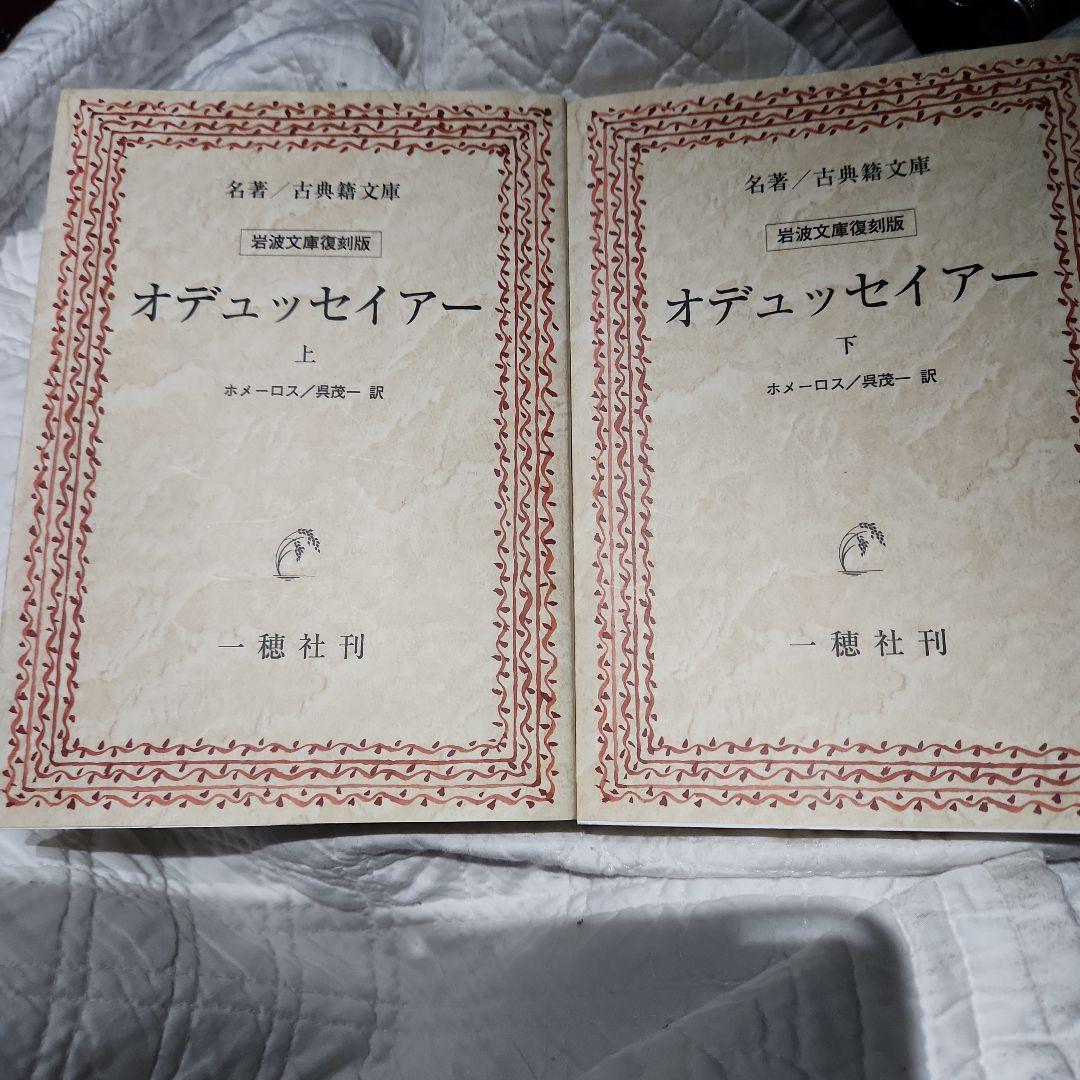 名著／古典籍文庫
岩波文庫復刻版
オデュッセイアー
上
ホメーロス／呉茂一 訳
一穂社刊
名著／古典籍文庫
岩波文庫復刻版
オデュッセイアー
下
ホメーロス／呉茂一 訳
一穂社刊